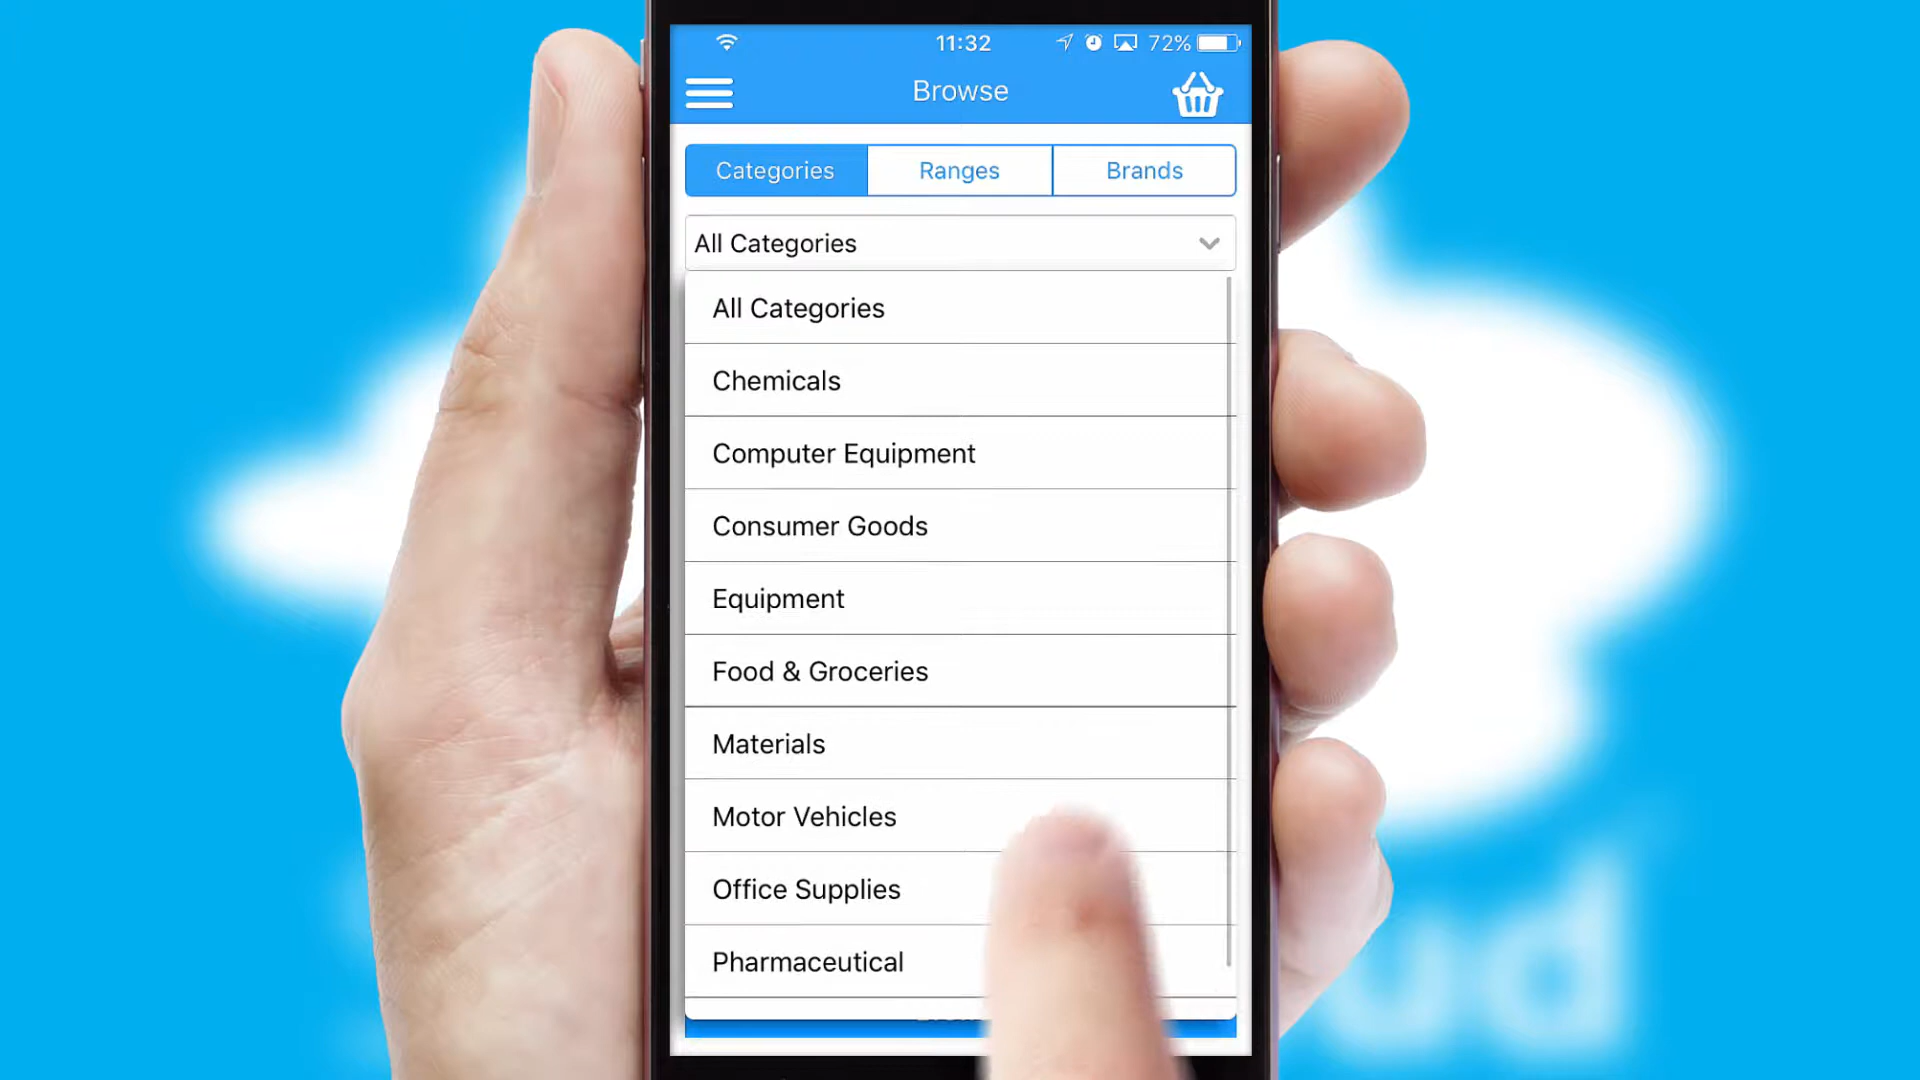 11:32 72%
Browse
Categories Ranges Brands
All Categories
All Categories
Chemicals
Computer Equipment
Consumer Goods
Equipment
Food & Groceries
Materials
Motor Vehicles
Office Supplies
Pharmaceutical
ud